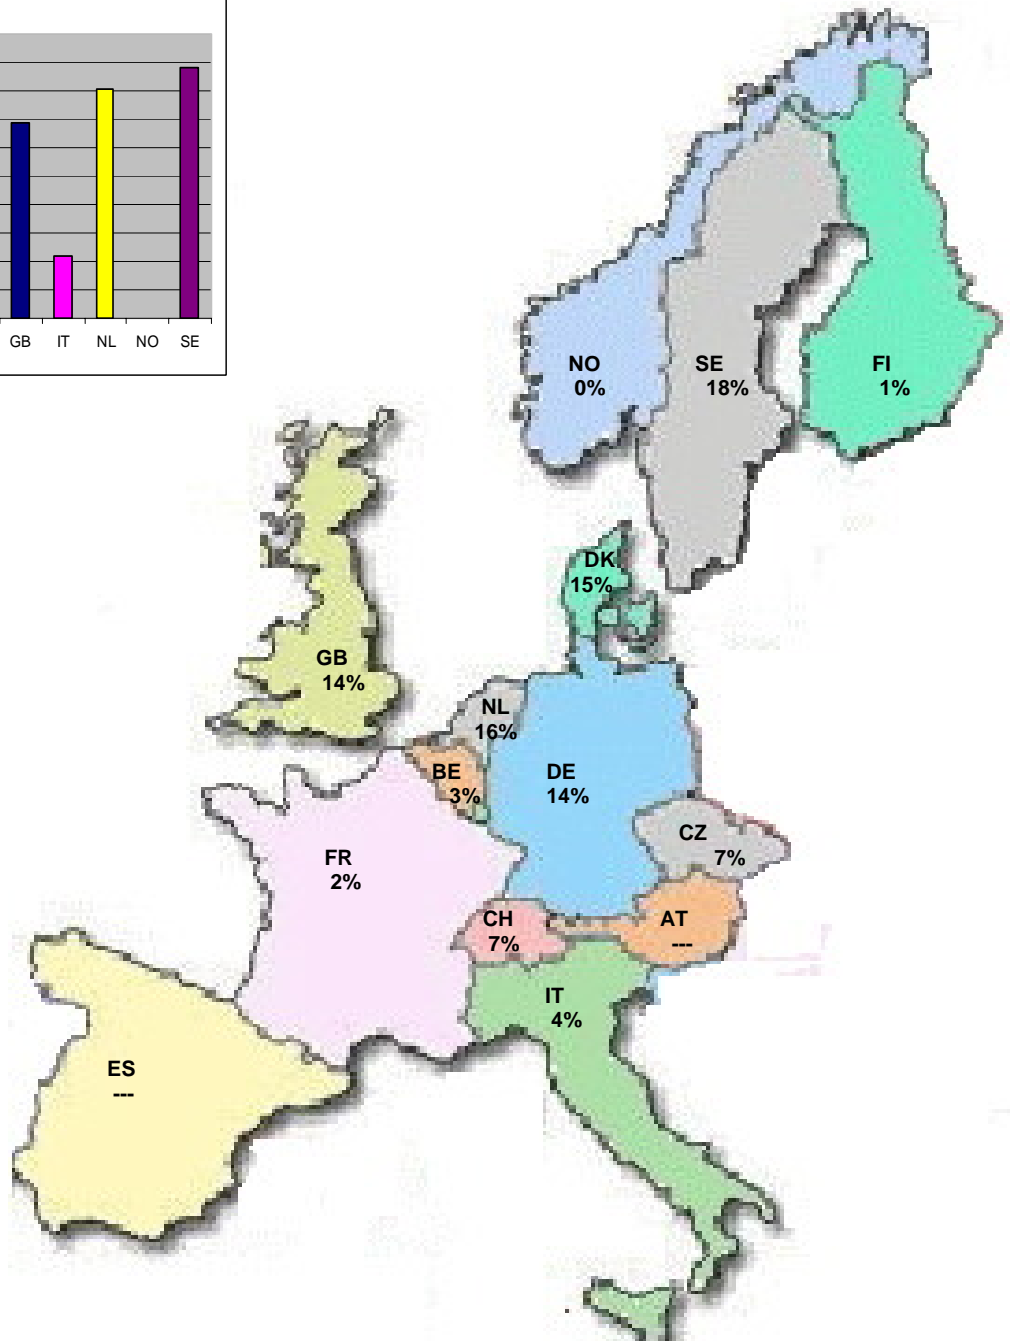 GB IT NL NO SE
NO
0%
SE
18%
FI
1%
DK
15%
GB
14%
NL
16%
BE
3%
DE
14%
CZ
7%
FR
2%
CH
7%
AT
---
IT
4%
ES
---